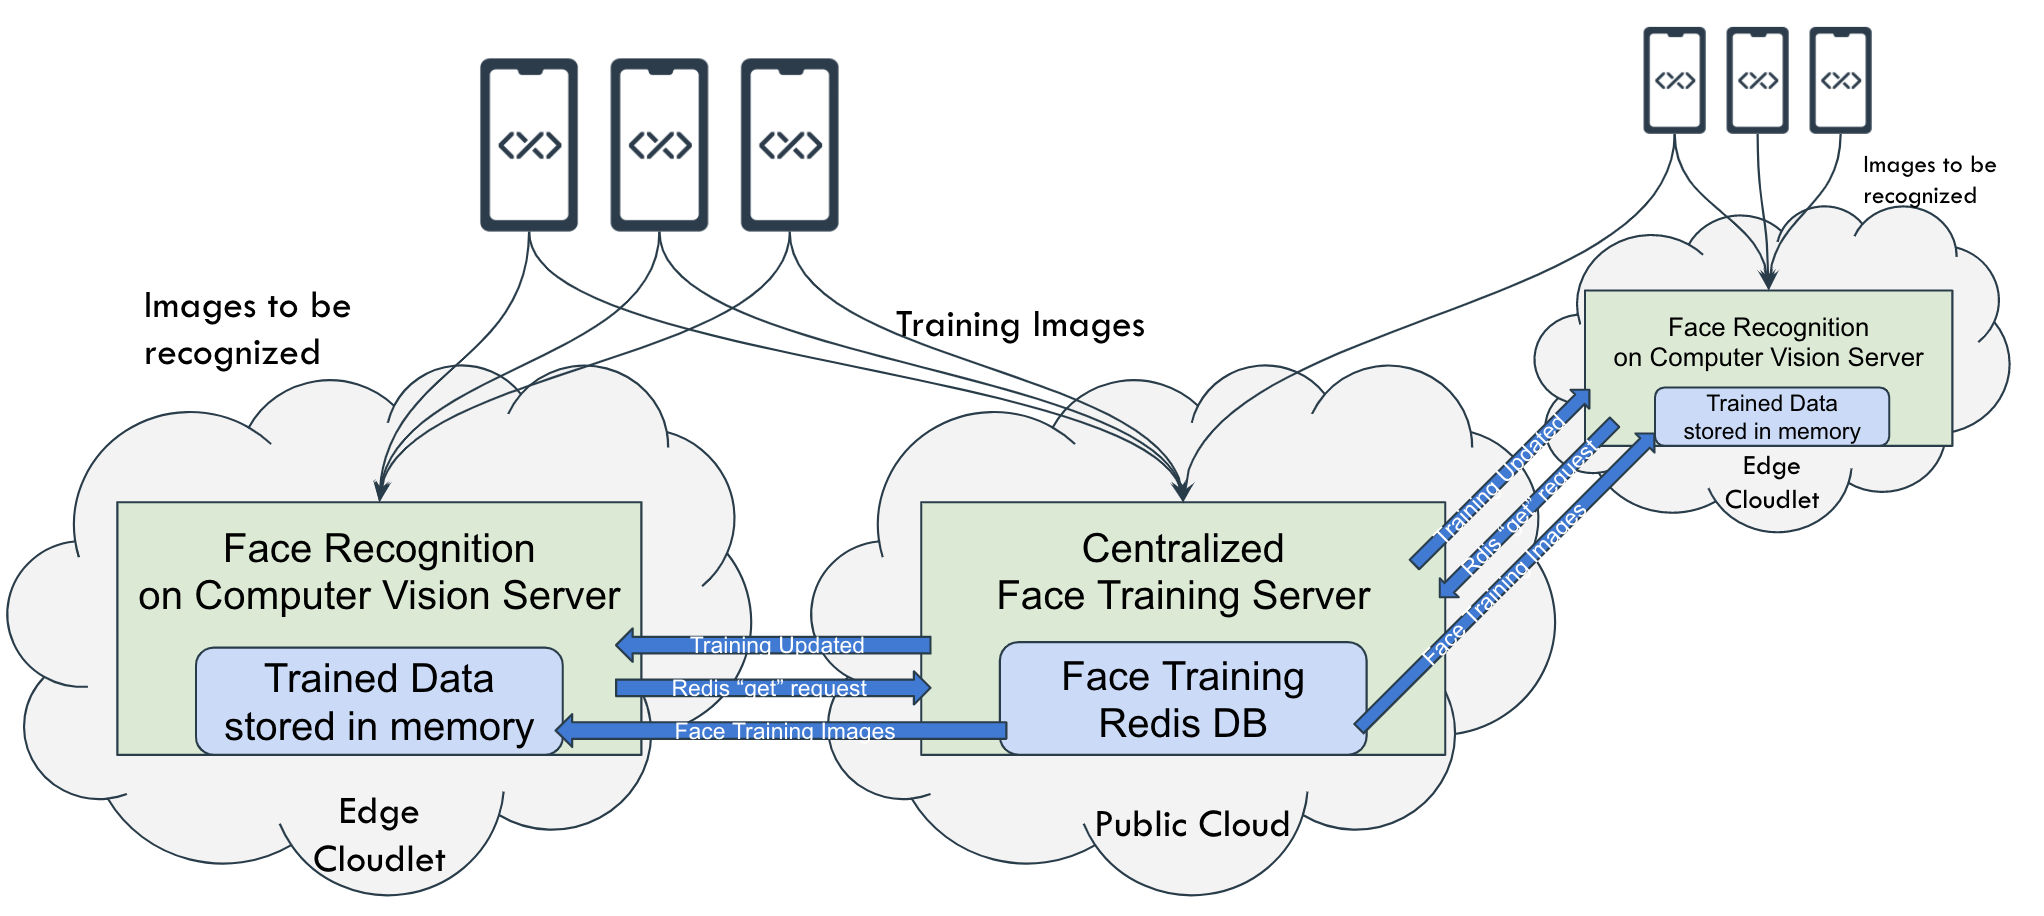 Images to be
recognized
Images to be
recognized
Training Images
Face Recognition
on Computer Vision Server
Trained Data
stored in memory
Edge
Cloudlet
Training Updated
Rdis “get” request
Face Training Images
Face Recognition
on Computer Vision Server
Trained Data
stored in memory
Edge
Cloudlet
Training Updated
Redis “get” request
Face Training Images
Centralized
Face Training Server
Face Training
Redis DB
Public Cloud